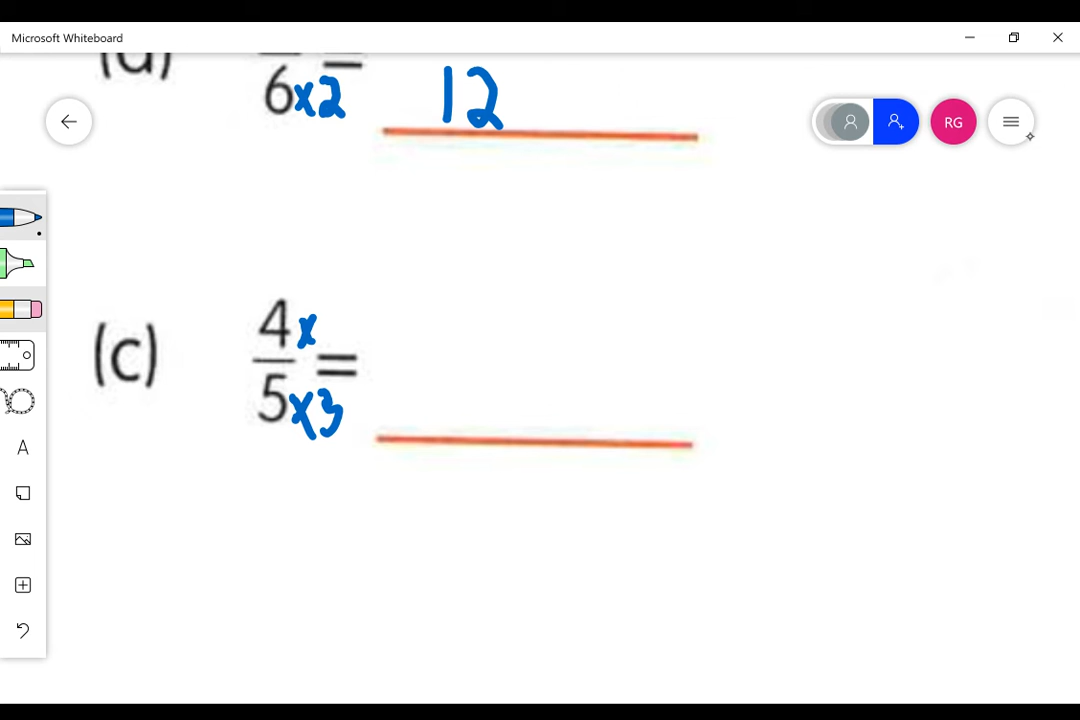 Microsoft Whiteboard
(d)
=
6x2
12
RG
(c)
4x
=
5x3
A